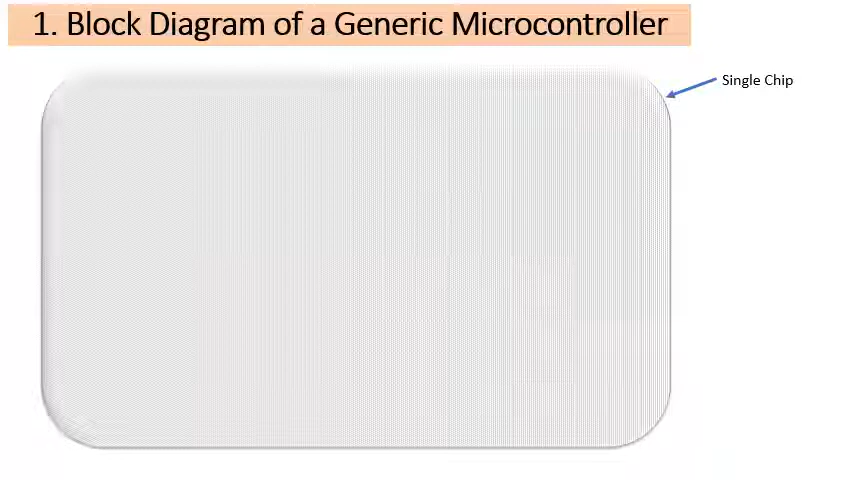 1. Block Diagram of a Generic Microcontroller
Single Chip